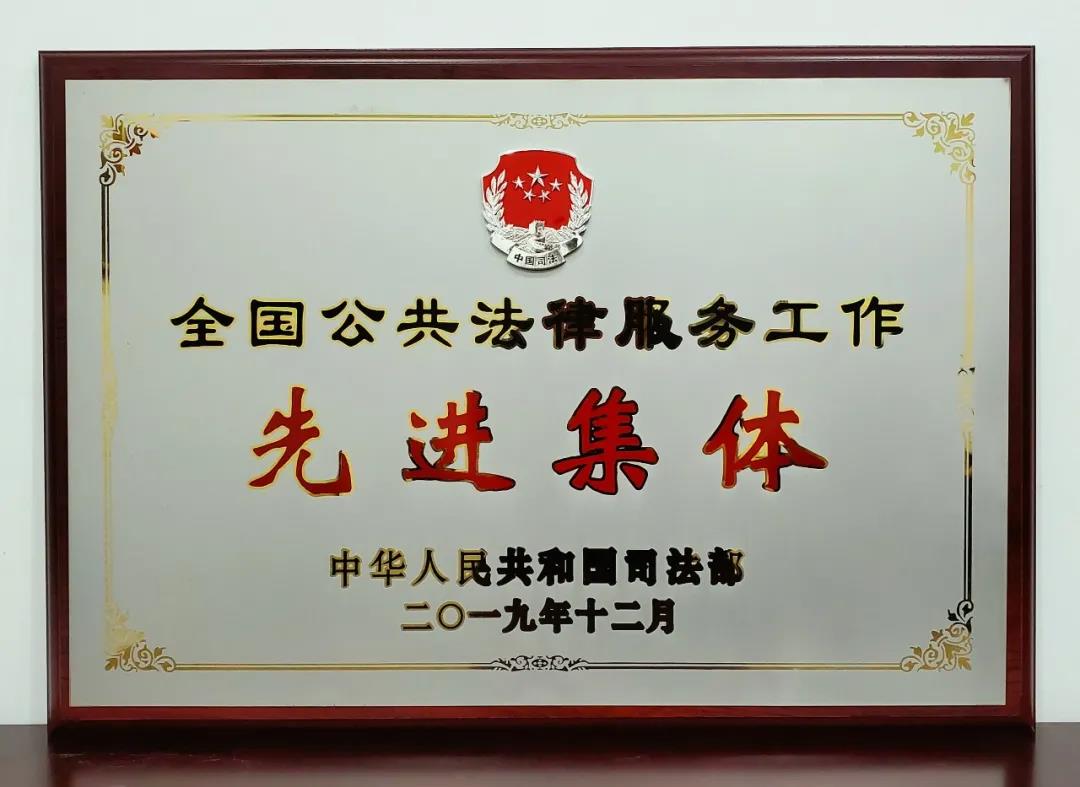 中国司法
全国公共法律服务工作
先进集体
中华人民共和国司法部
二〇一九年十二月